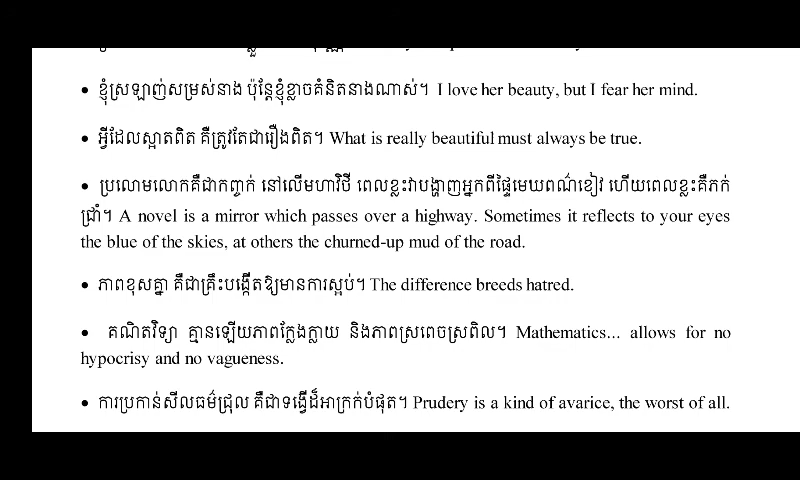 • ខ្ញុំស្រឡាញ់សម្រស់នាង ប៉ុន្តែខ្ញុំខ្លាចគំនិតនាងណាស់។ I love her beauty, but I fear her mind.
• អ្វីដែលស្អាតពិត គឺត្រូវតែជារឿងពិត។ What is really beautiful must always be true.
• ប្រលោមលោកគឺជាកញ្ចក់ នៅលើមហាវិថី ពេលខ្លះវាបង្ហាញអ្នកពីផ្ទៃមេឃពណ៌ខៀវ ហើយពេលខ្លះគឺភក់
ជ្រាំ។ A novel is a mirror which passes over a highway. Sometimes it reflects to your eyes
the blue of the skies, at others the churned-up mud of the road.
• ភាពខុសគ្នា គឺជាគ្រឹះបង្កើតឱ្យមានការស្អប់។ The difference breeds hatred.
• គណិតវិទ្យា គ្មានឡើយភាពក្លែងក្លាយ និងភាពស្រពេចស្រពិល។ Mathematics... allows for no
hypocrisy and no vagueness.
• ការប្រកាន់សីលធម៌ជ្រុល គឺជាទង្វើដ៏អាក្រក់បំផុត។ Prudery is a kind of avarice, the worst of all.